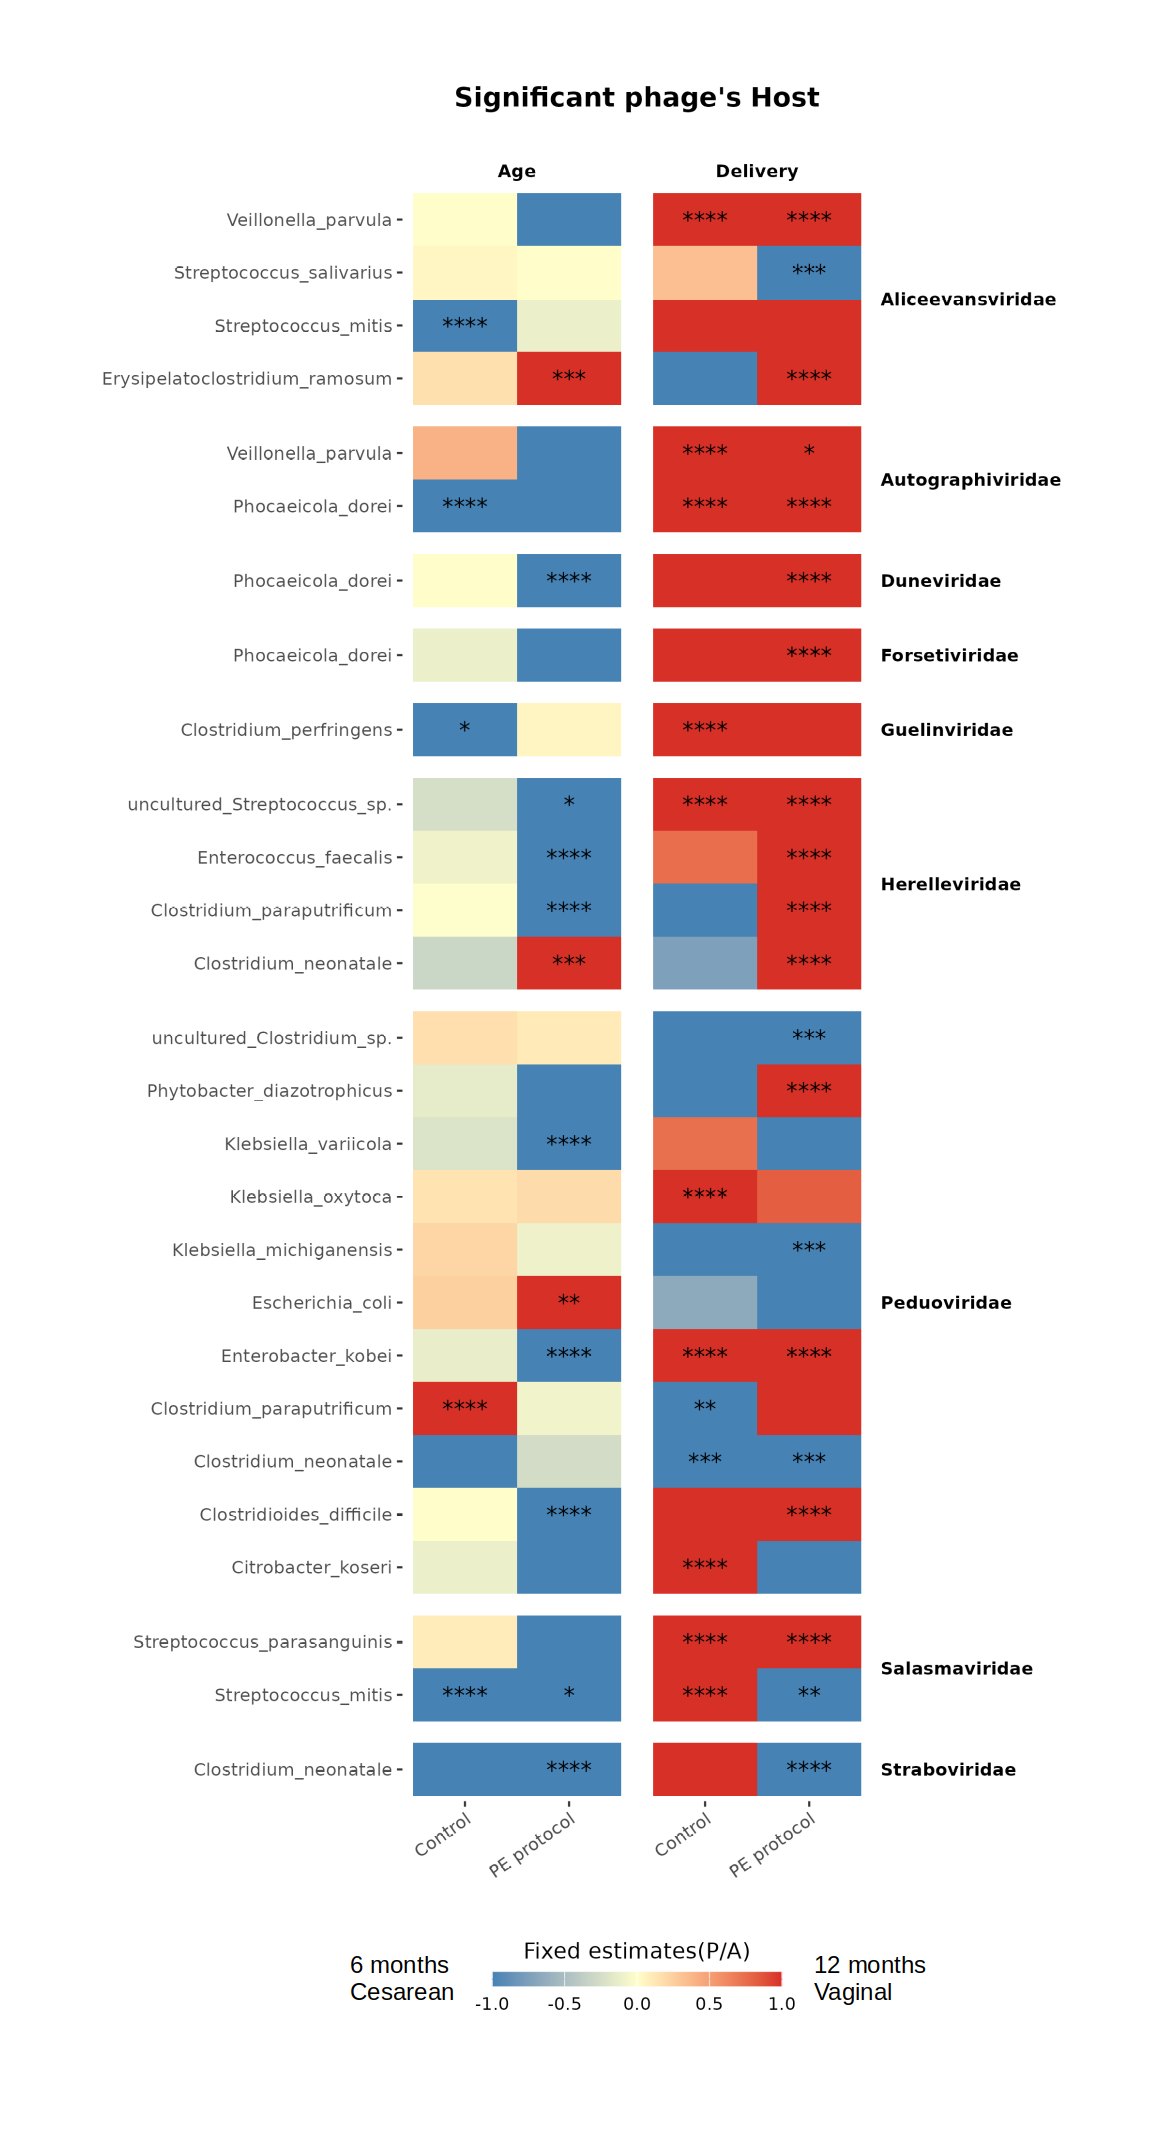 Significant phage's Host
Age Delivery
Veillonella_parvula **** ****
Streptococcus_salivarius ***
Aliceevansviridae
Streptococcus_mitis ****
Erysipelatoclostridium_ramosum *** ****
Veillonella_parvula **** *
Autographiviridae
Phocaeicola_dorei **** **** ****
Phocaeicola_dorei **** **** Duneviridae
Phocaeicola_dorei **** Forsetiviridae
Clostridium_perfringens * **** Guelinviridae
uncultured_Streptococcus_sp. * **** ****
Enterococcus_faecalis **** ****
Herelleviridae
Clostridium_paraputrificum **** ****
Clostridium_neonatale *** ****
uncultured_Clostridium_sp. ***
Phytobacter_diazotrophicus ****
Klebsiella_variicola ****
Klebsiella_oxytoca ****
Klebsiella_michiganensis ***
Escherichia_coli ** Peduoviridae
Enterobacter_kobei **** **** ****
Clostridium_paraputrificum **** **
Clostridium_neonatale *** ***
Clostridioides_difficile **** ****
Citrobacter_koseri ****
Streptococcus_parasanguinis **** ****
Salasmaviridae
Streptococcus_mitis **** * **** **
Clostridium_neonatale **** **** Straboviridae
Control PE protocol Control PE protocol
Fixed estimates(P/A)
6 months 12 months
Cesarean Vaginal
-1.0 -0.5 0.0 0.5 1.0